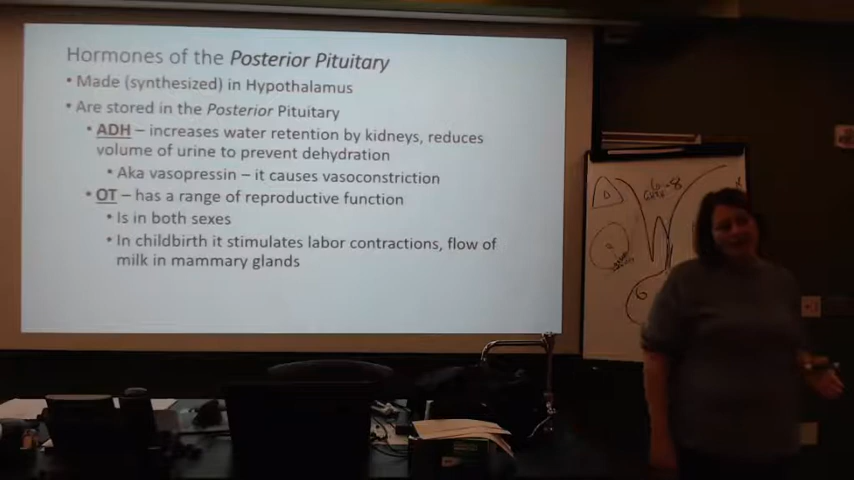 Hormones of the Posterior Pituitary
• Made (synthesized) in Hypothalamus
• Are stored in the Posterior Pituitary
• ADH – increases water retention by kidneys, reduces
volume of urine to prevent dehydration
• Aka vasopressin – it causes vasoconstriction
• OT – has a range of reproductive function
• Is in both sexes
• In childbirth it stimulates labor contractions, flow of
milk in mammary glands